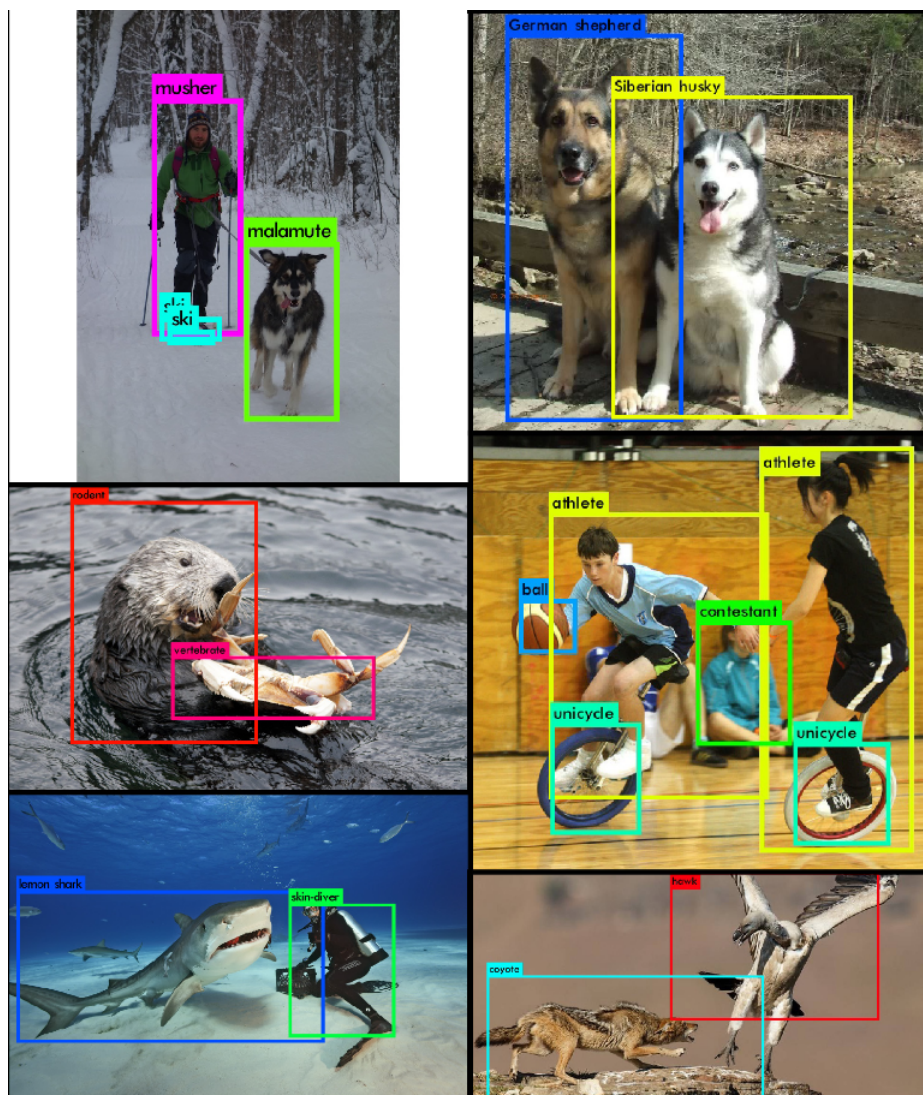 musher
malamute
ski
ski
German shepherd
Siberian husky
rodent
vertebrate
athlete
athlete
ball
contestant
unicycle
unicycle
lemon shark
skin-diver
hawk
coyote